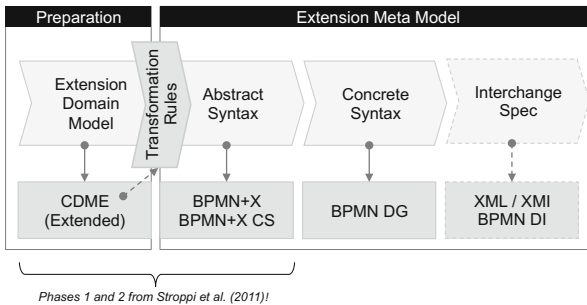 Preparation
Extension Meta Model
Extension
Domain
Model
Transformation
Rules
Abstract
Syntax
Concrete
Syntax
Interchange
Spec
CDME
(Extended)
BPMN+X
BPMN+X CS
BPMN DG
XML / XMI
BPMN DI
Phases 1 and 2 from Stroppi et al. (2011)!